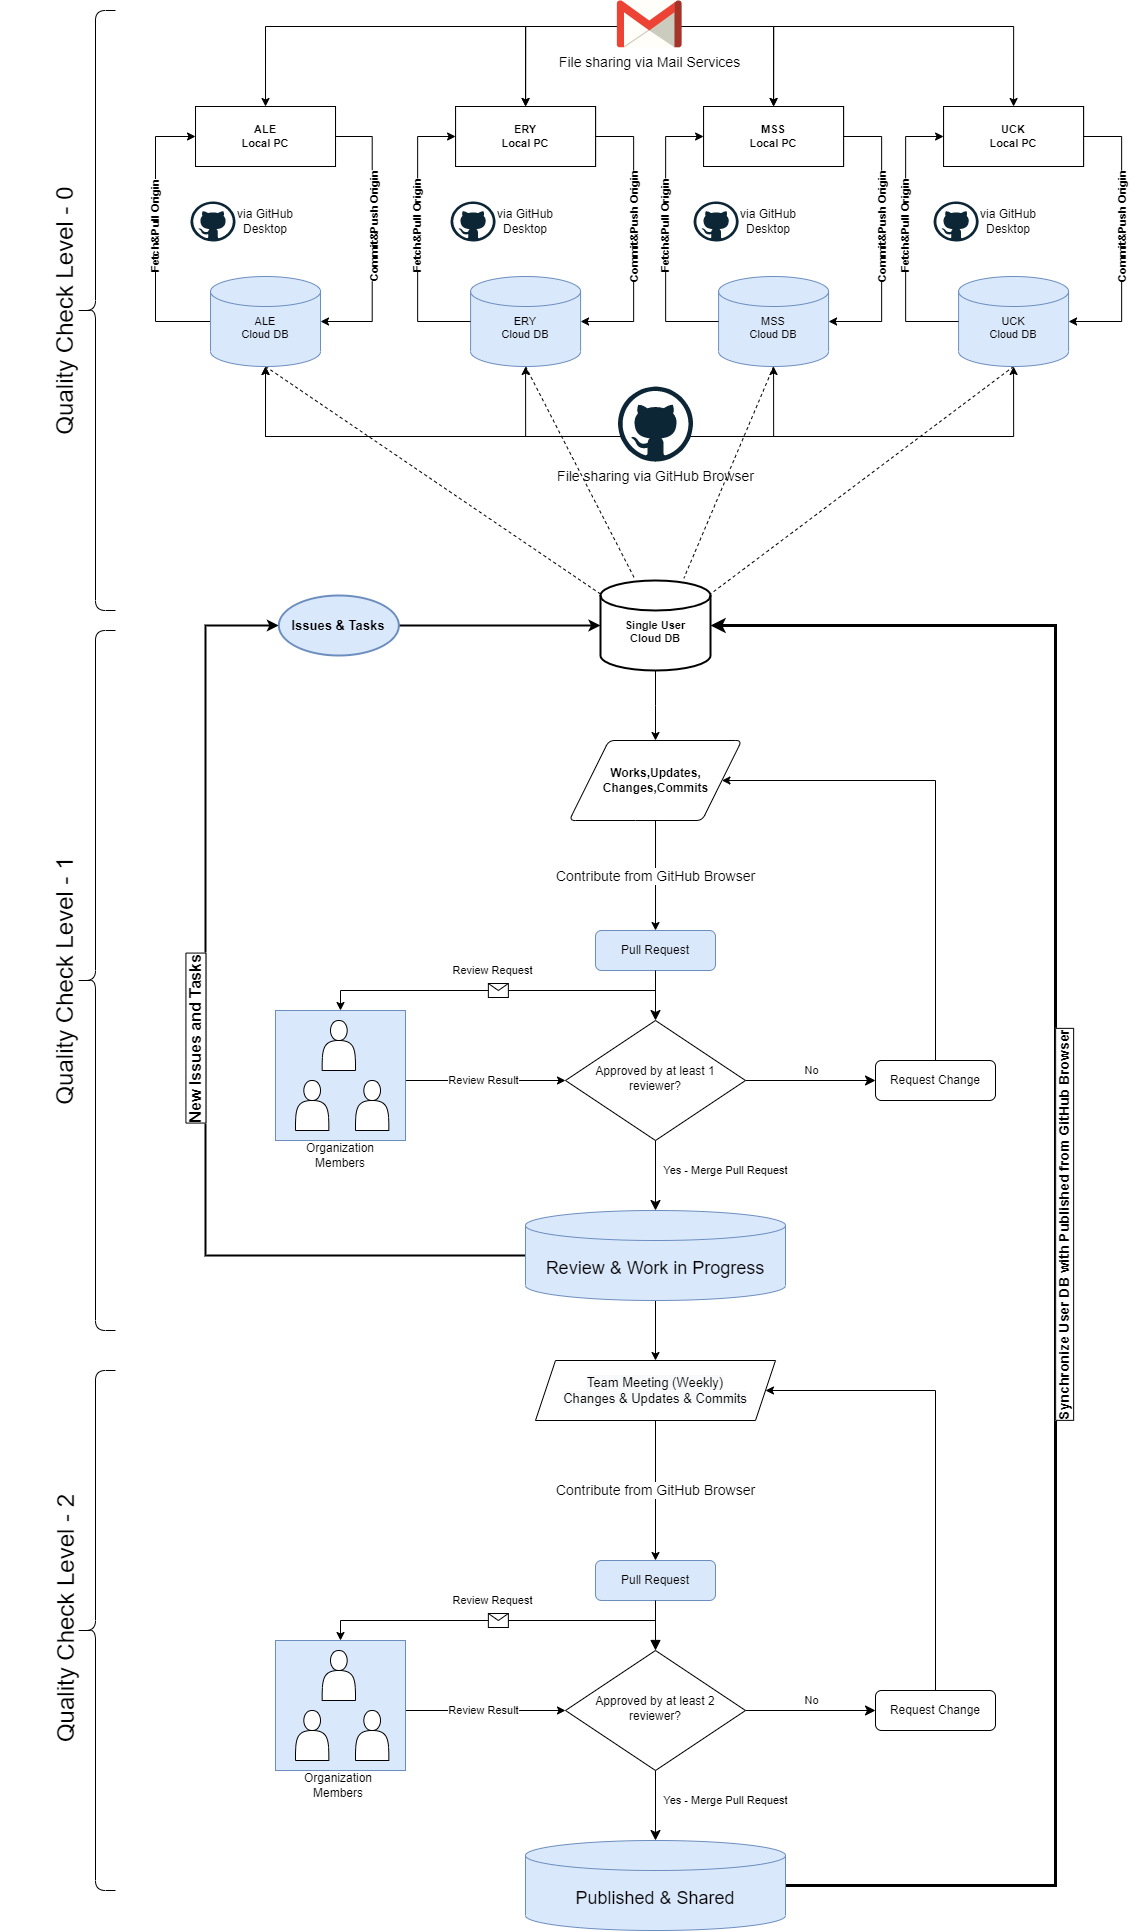 File sharing via Mail Services
ALE
Local PC
ERY
Local PC
MSS
Local PC
UCK
Local PC
Fetch&Pull Origin
via GitHub
Desktop
Commit&Push Origin
Fetch&Pull Origin
via GitHub
Desktop
Commit&Push Origin
Fetch&Pull Origin
via GitHub
Desktop
Commit&Push Origin
Fetch&Pull Origin
via GitHub
Desktop
Commit&Push Origin
Quality Check Level - 0
ALE
Cloud DB
ERY
Cloud DB
MSS
Cloud DB
UCK
Cloud DB
File sharing via GitHub Browser
Issues & Tasks
Single User
Cloud DB
Works,Updates,
Changes,Commits
Contribute from GitHub Browser
Quality Check Level - 1
Pull Request
Review Request
New Issues and Tasks
Approved by at least 1
reviewer?
Review Result
No
Request Change
Organization
Members
Yes - Merge Pull Request
Synchronize User DB with Published from GitHub Browser
Review & Work in Progress
Team Meeting (Weekly)
Changes & Updates & Commits
Contribute from GitHub Browser
Quality Check Level - 2
Pull Request
Review Request
Approved by at least 2
reviewer?
Review Result
No
Request Change
Organization
Members
Yes - Merge Pull Request
Published & Shared